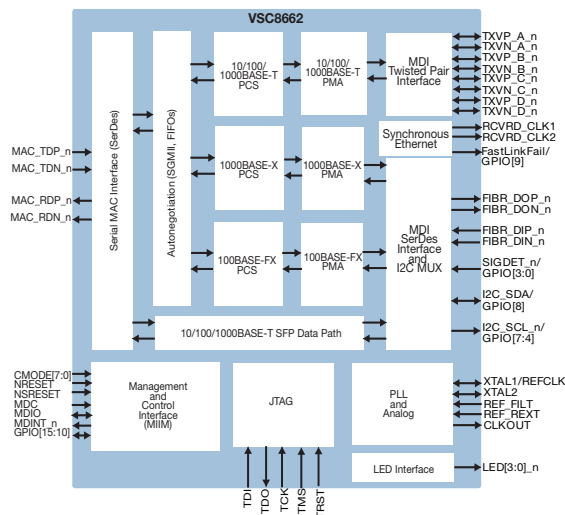 VSC8662
MAC_TDP_n
MAC_TDN_n
MAC_RDP_n
MAC_RDN_n
Serial MAC Interface (SerDes)
Autonegotiation (SGMII, FIFOs)
10/100/
1000BASE-T
PCS
10/100/
1000BASE-T
PMA
1000BASE-X
PCS
1000BASE-X
PMA
100BASE-FX
PCS
100BASE-FX
PMA
10/100/1000BASE-T SFP Data Path
MDI
Twisted Pair
Interface
Synchronous
Ethernet
MDI
SerDes
Interface
and
I2C MUX
TXVP_A_n
TXVN_A_n
TXVP_B_n
TXVN_B_n
TXVP_C_n
TXVN_C_n
TXVP_D_n
TXVN_D_n
RCVRD_CLK1
RCVRD_CLK2
FastLinkFail/
GPIO[9]
FIBR_DOP_n
FIBR_DON_n
FIBR_DIP_n
FIBR_DIN_n
SIGDET_n/
GPIO[3:0]
I2C_SDA/
GPIO[8]
I2C_SCL_n/
GPIO[7:4]
CMODE[7:0]
NRESET
NSRESET
MDC
MDIO
MDINT_n
GPIO[15:10]
Management
and
Control
Interface
(MIIM)
JTAG
PLL
and
Analog
XTAL1/REFCLK
XTAL2
REF_FILT
REF_REXT
CLKOUT
LED Interface
LED[3:0]_n
TDI
TDO
TCK
TMS
TRST